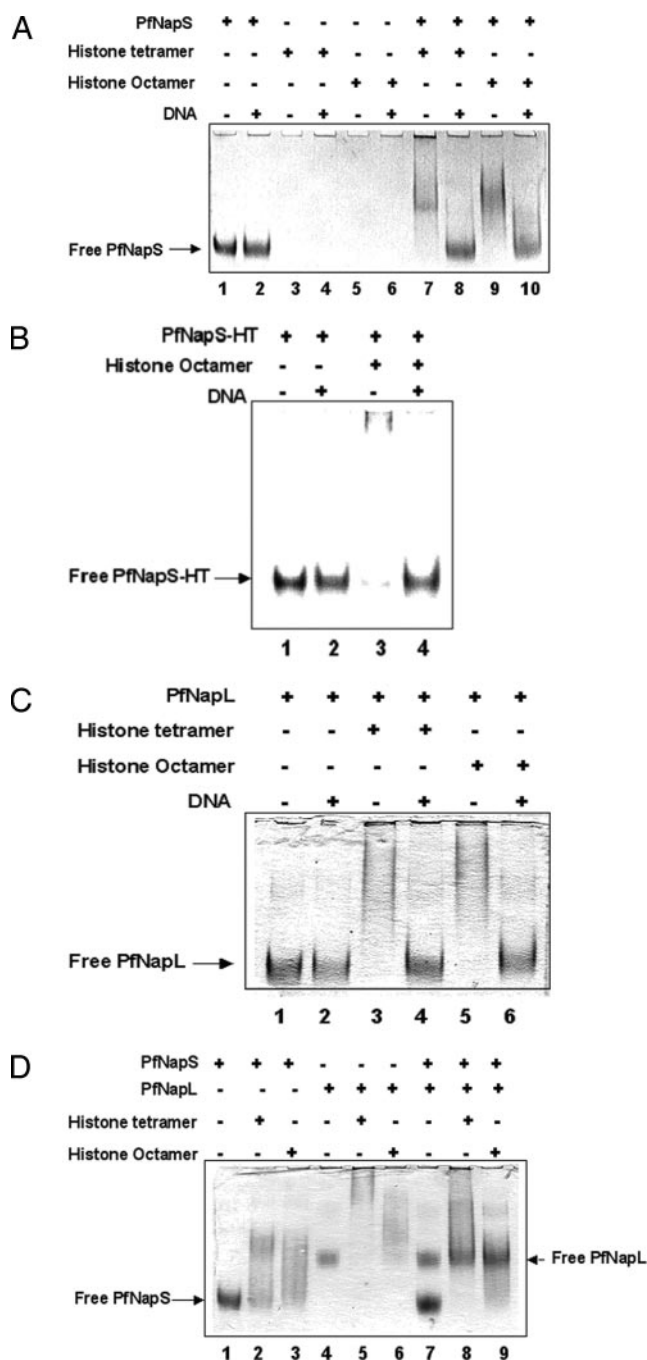 A
PfNapS + + - - - - + + + +
Histone tetramer - - + + - - + + - -
Histone Octamer - - - - + + - - + +
DNA - + - + - + - + - +
Free PfNapS
1 2 3 4 5 6 7 8 9 10
B
PfNapS-HT + + + +
Histone Octamer - - + +
DNA - + - +
Free PfNapS-HT
1 2 3 4
C
PfNapL + + + + + +
Histone tetramer - - + + - -
Histone Octamer - - - - + +
DNA - + - + - +
Free PfNapL
1 2 3 4 5 6
D
PfNapS + + + - - - + + +
PfNapL - - - + + + + + +
Histone tetramer - + - - + - - + -
Histone Octamer - - + - - + - - +
Free PfNapL
Free PfNapS
1 2 3 4 5 6 7 8 9